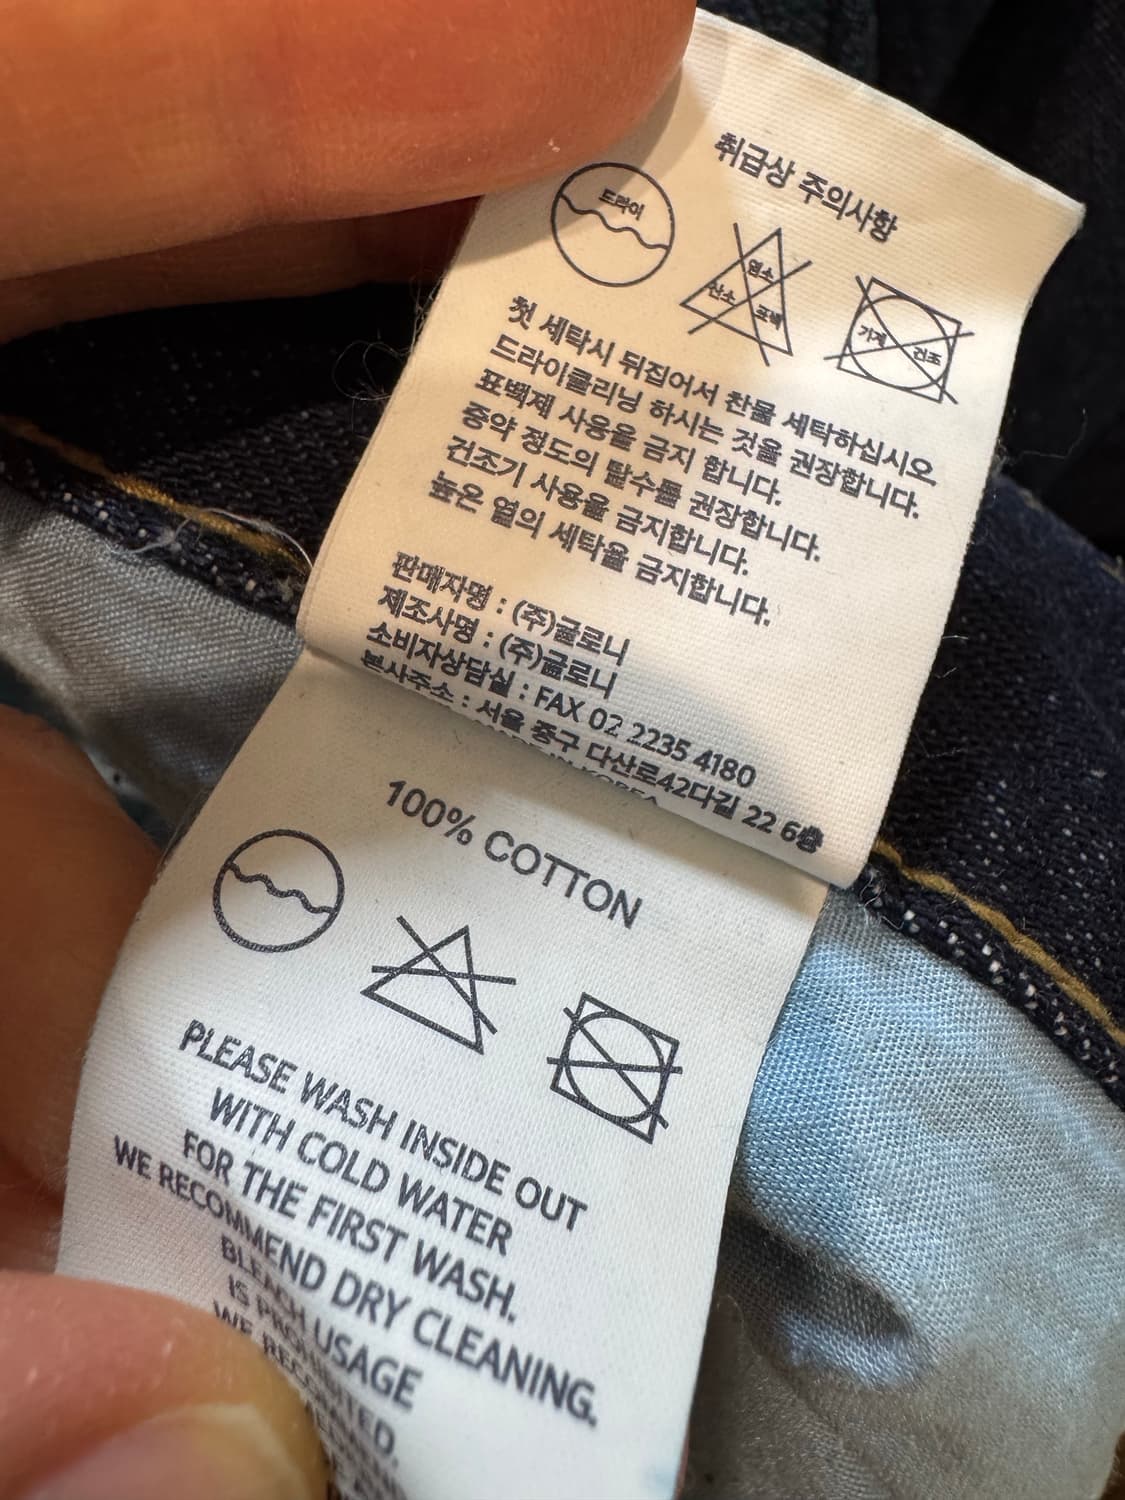 취급상 주의사항
드라이
염소
산소 표백
기계 건조
첫 세탁시 뒤집어서 찬물 세탁하십시오.
드라이클리닝 하시는 것을 권장합니다.
표백제 사용을 금지 합니다.
중약 정도의 탈수를 권장합니다.
건조기 사용을 금지합니다.
높은 열의 세탁을 금지합니다.
판매자명 : (주)글로니
제조사명 : (주)글로니
소비자상담실 : FAX 02 2235 4180
본사주소 : 서울 중구 다산로42다길 22 6층
IN KOREA
100% COTTON
PLEASE WASH INSIDE OUT
WITH COLD WATER
FOR THE FIRST WASH.
WE RECOMMEND DRY CLEANING,
BLEACH USAGE
IS PROHIBITED.
WE